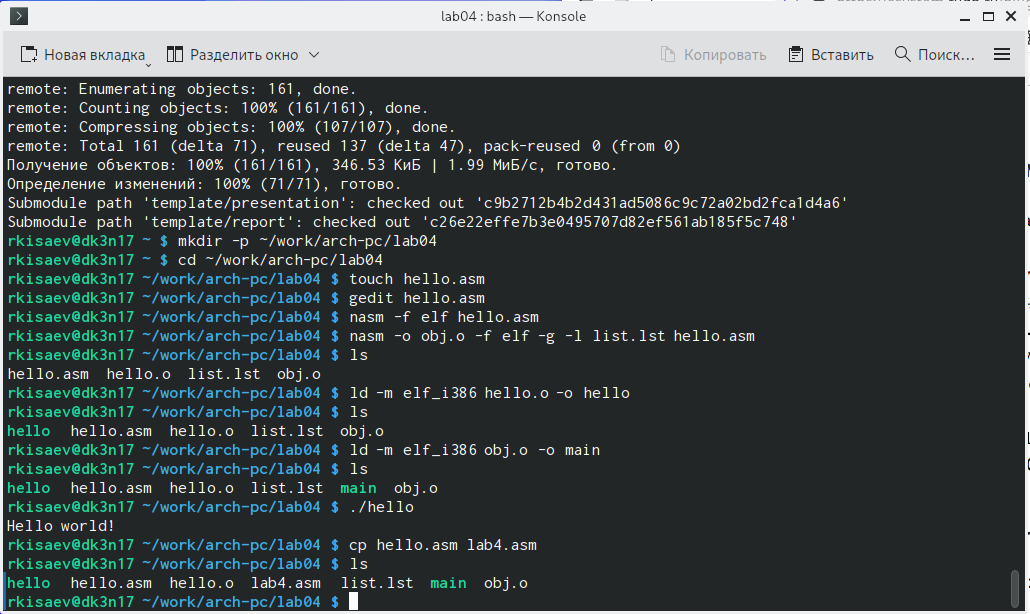 lab04 : bash — Konsole
Новая вкладка Разделить окно Копировать Вставить Поиск...
remote: Enumerating objects: 161, done.
remote: Counting objects: 100% (161/161), done.
remote: Compressing objects: 100% (107/107), done.
remote: Total 161 (delta 71), reused 137 (delta 47), pack-reused 0 (from 0)
Получение объектов: 100% (161/161), 346.53 КиБ | 1.99 МиБ/с, готово.
Определение изменений: 100% (71/71), готово.
Submodule path 'template/presentation': checked out 'c9b2712b4b2d431ad5086c9c72a02bd2fca1d4a6'
Submodule path 'template/report': checked out 'c26e22effe7b3e0495707d82ef561ab185f5c748'
rkisaev@dk3n17 ~ $ mkdir -p ~/work/arch-pc/lab04
rkisaev@dk3n17 ~ $ cd ~/work/arch-pc/lab04
rkisaev@dk3n17 ~/work/arch-pc/lab04 $ touch hello.asm
rkisaev@dk3n17 ~/work/arch-pc/lab04 $ gedit hello.asm
rkisaev@dk3n17 ~/work/arch-pc/lab04 $ nasm -f elf hello.asm
rkisaev@dk3n17 ~/work/arch-pc/lab04 $ nasm -o obj.o -f elf -g -l list.lst hello.asm
rkisaev@dk3n17 ~/work/arch-pc/lab04 $ ls
hello.asm hello.o list.lst obj.o
rkisaev@dk3n17 ~/work/arch-pc/lab04 $ ld -m elf_i386 hello.o -o hello
rkisaev@dk3n17 ~/work/arch-pc/lab04 $ ls
hello hello.asm hello.o list.lst obj.o
rkisaev@dk3n17 ~/work/arch-pc/lab04 $ ld -m elf_i386 obj.o -o main
rkisaev@dk3n17 ~/work/arch-pc/lab04 $ ls
hello hello.asm hello.o list.lst main obj.o
rkisaev@dk3n17 ~/work/arch-pc/lab04 $ ./hello
Hello world!
rkisaev@dk3n17 ~/work/arch-pc/lab04 $ cp hello.asm lab4.asm
rkisaev@dk3n17 ~/work/arch-pc/lab04 $ ls
hello hello.asm hello.o lab4.asm list.lst main obj.o
rkisaev@dk3n17 ~/work/arch-pc/lab04 $